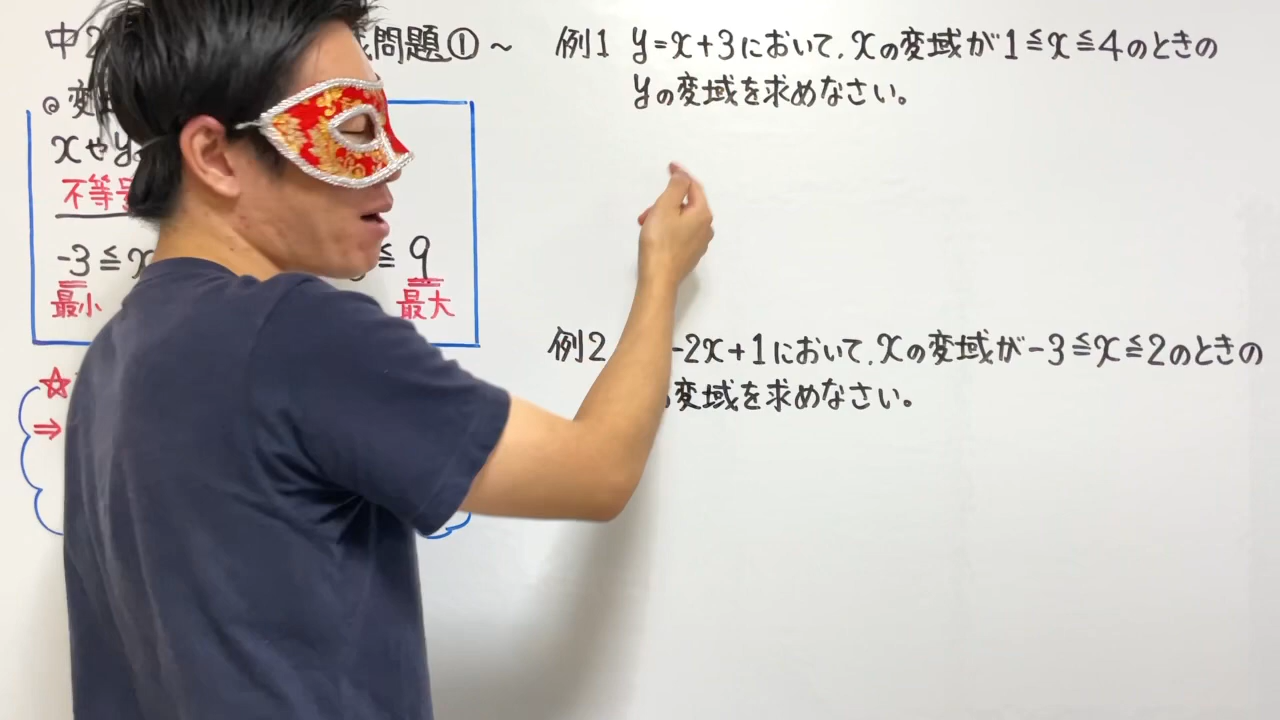 中2 問題① ~
◎変
xやy
不等号
-3≦x ≦9
最小 最大
☆
⇒
例1 y=x+3において、xの変域が1≦x≦4のときの
yの変域を求めなさい。
例2 -2x+1において、xの変域が-3≦x≦2のときの
変域を求めなさい。